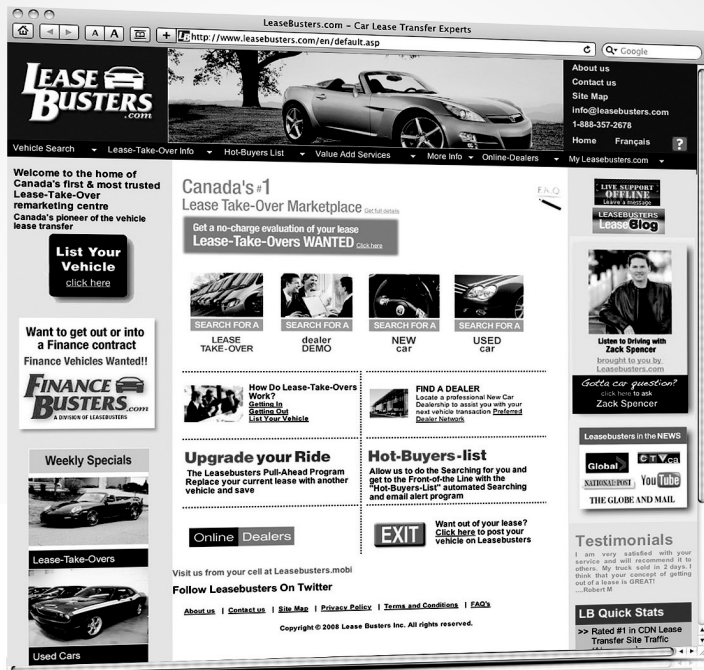 LeaseBusters.com – Car Lease Transfer Experts
A A
+ LB http://www.leasebusters.com/en/default.asp
Google
LEASE
BUSTERS
.com
About us
Contact us
Site Map
info@leasebusters.com
1-888-357-2678
Home Français ?
Vehicle Search Lease-Take-Over Info Hot-Buyers List Value Add Services More Info Online-Dealers My Leasebusters.com
Welcome to the home of
Canada's first & most trusted
Lease-Take-Over
remarketing centre
Canada's pioneer of the vehicle
lease transfer
List Your
Vehicle
click here
Want to get out or into
a Finance contract
Finance Vehicles Wanted!!
FINANCE
BUSTERS.com
A DIVISION OF LEASEBUSTERS
Weekly Specials
Lease-Take-Overs
Used Cars
Canada's #1
Lease Take-Over Marketplace Get full details
F.A.Q
Get a no-charge evaluation of your lease
Lease-Take-Overs WANTED Click here
SEARCH FOR A
LEASE
TAKE-OVER
SEARCH FOR A
dealer
DEMO
SEARCH FOR A
NEW
car
SEARCH FOR A
USED
car
How Do Lease-Take-Overs
Work?
Getting In
Getting Out
List Your Vehicle
FIND A DEALER
Locate a professional New Car
Dealership to assist you with your
next vehicle transaction Preferred
Dealer Network
Upgrade your Ride
The Leasebusters Pull-Ahead Program
Replace your current lease with another
vehicle and save
Hot-Buyers-list
Allow us to do the Searching for you and
get to the Front-of the Line with the
"Hot-Buyers-List" automated Searching
and email alert program
Online Dealers
EXIT
Want out of your lease?
Click here to post your
vehicle on Leasebusters
Visit us from your cell at Leasebusters.mobi
Follow Leasebusters On Twitter
About us | Contact us | Site Map | Privacy Policy | Terms and Conditions | FAQ's
Copyright © 2008 Lease Busters Inc. All rights reserved.
LIVE SUPPORT
OFFLINE
Leave a message
LEASEBUSTERS
LeaseBlog
Listen to Driving with
Zack Spencer
brought to you by
Leasebusters.com
Gotta car question?
click here to ask
Zack Spencer
Leasebusters in the NEWS
Global CTV.ca
NATIONAL POST YouTube
THE GLOBE AND MAIL
Testimonials
I am very satisfied with your
service and will recommend it to
others. My truck sold in 2 days. I
think that your concept of getting
out of a lease is GREAT!
....Robert M
LB Quick Stats
>> Rated #1 in CDN Lease
Transfer Site Traffic